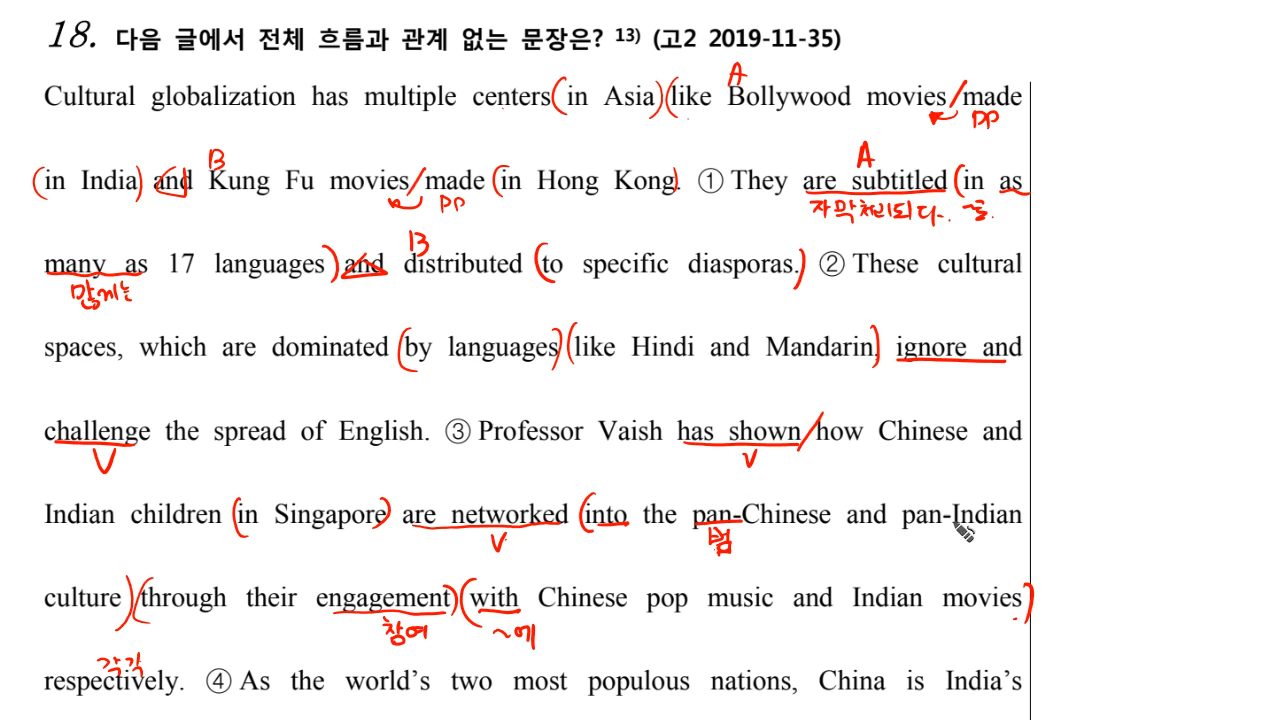 18. 다음 글에서 전체 흐름과 관계 없는 문장은? 13) (고2 2019-11-35)
A
Cultural globalization has multiple centers in Asia like Bollywood movies made
PP
B A
in India and Kung Fu movies made in Hong Kong. ① They are subtitled in as
PP 자막처리되다. ~로.
B
many as 17 languages and distributed to specific diasporas. ② These cultural
많게는
spaces, which are dominated by languages like Hindi and Mandarin, ignore and
challenge the spread of English. ③ Professor Vaish has shown how Chinese and
V V
Indian children in Singapore are networked into the pan-Chinese and pan-Indian
V 범
culture through their engagement with Chinese pop music and Indian movies
참여 ~에
각각
respectively. ④ As the world's two most populous nations, China is India's